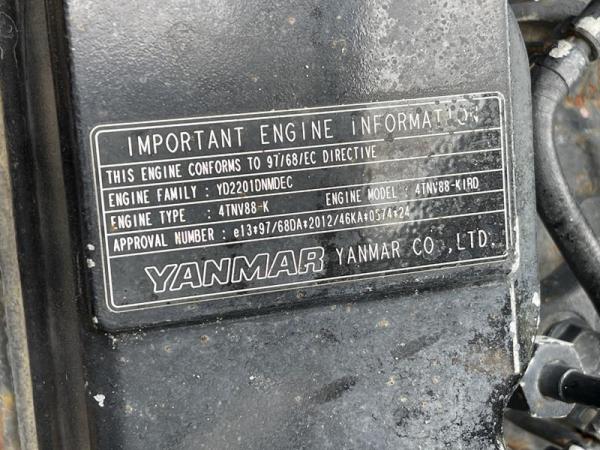 IMPORTANT ENGINE INFORMATION
THIS ENGINE CONFORMS TO 97/68/EC DIRECTIVE
ENGINE FAMILY : YD2201DNMDEC
ENGINE TYPE : 4TNV88-K ENGINE MODEL : 4TNV88-KIRD
APPROVAL NUMBER : e13*97/68DA*2012/46KA*0574*24
YANMAR YANMAR CO.,LTD.